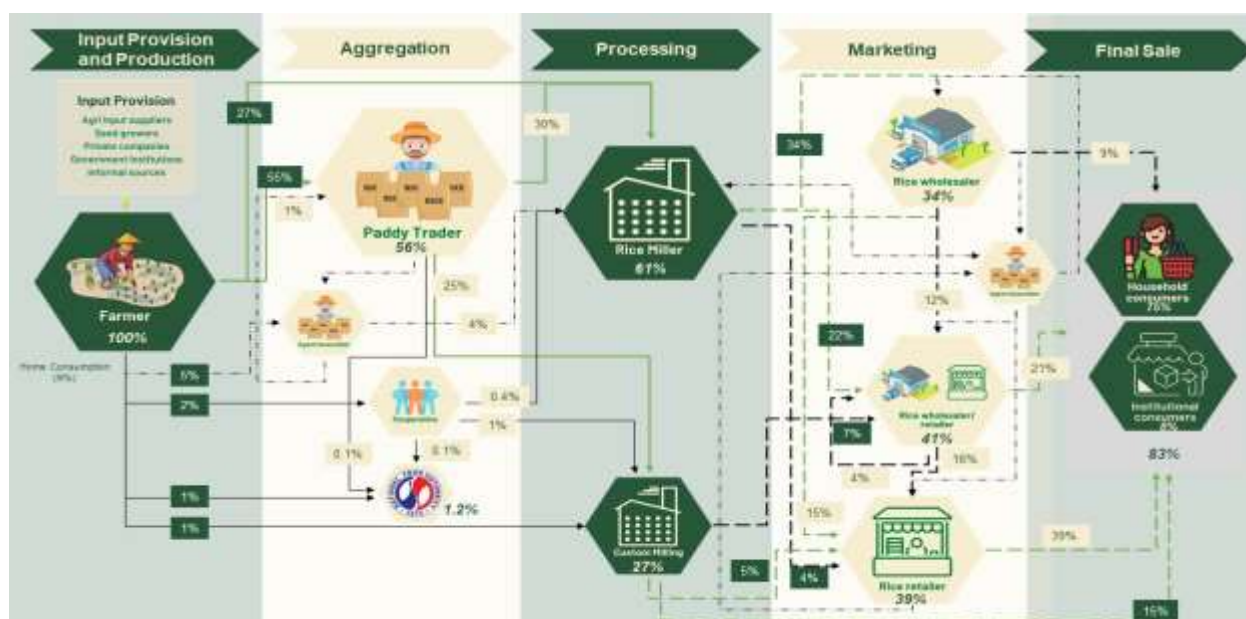 Input Provision
and Production
Aggregation
Processing
Marketing
Final Sale
Input Provision
Agri input suppliers
Seed growers
Private companies
Government Institutions
Informal sources
27%
55%
1%
30%
34%
9%
Paddy Trader
56%
Rice Miller
61%
Rice wholesaler
34%
Farmer
100%
Household
consumers
75%
25%
4%
12%
22%
21%
Home Consumption
5%
2%
0.4%
1%
0.1%
0.1%
1.2%
1%
1%
Rice wholesaler/
retailer
41%
7%
4%
16%
Institutional
consumers
8%
83%
Custom Milling
27%
15%
5%
4%
Rice retailer
39%
39%
15%